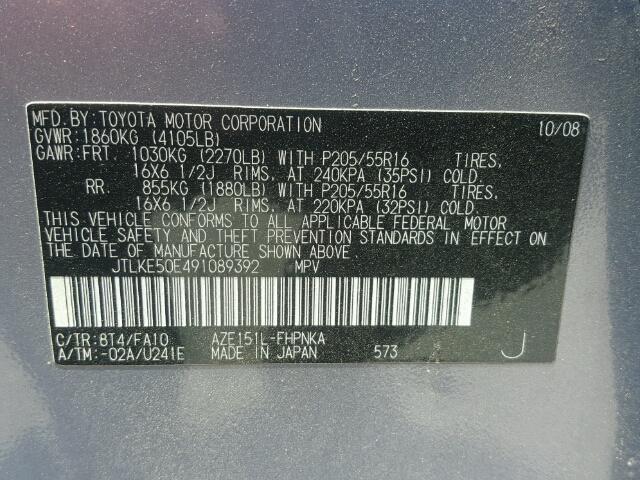 MFD.BY:TOYOTA MOTOR CORPORATION 10/08
GVWR:1860KG (4105LB)
GAWR:FRT. 1030KG (2270LB) WITH P205/55R16 TIRES,
16X6 1/2J RIMS, AT 240KPA (35PSI) COLD.
RR. 855KG (1880LB) WITH P205/55R16 TIRES,
16X6 1/2J RIMS, AT 220KPA (32PSI) COLD.
THIS VEHICLE CONFORMS TO ALL APPLICABLE FEDERAL MOTOR
VEHICLE SAFETY AND THEFT PREVENTION STANDARDS IN EFFECT ON
THE DATE OF MANUFACTURE SHOWN ABOVE.
JTLKE50E491089392 MPV
C/TR:8T4/FA10 AZE151L-FHPNKA
A/TM:-02A/U241E MADE IN JAPAN 573 J